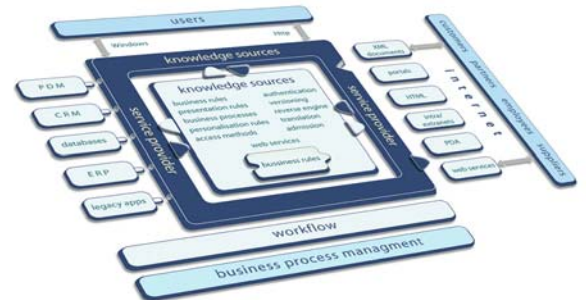 users
Windows
Http
knowledge sources
knowledge sources
business rules
presentation rules
business processes
personalisation rules
access methods
authentication
versioning
reverse engine
translation
admission
web services
business rules
service provider
service provider
PDM
CRM
databases
ERP
legacy apps
XML
documents
portals
HTML
intra/
extranets
PDA
web services
internet
customers
partners
employees
suppliers
workflow
business process managment